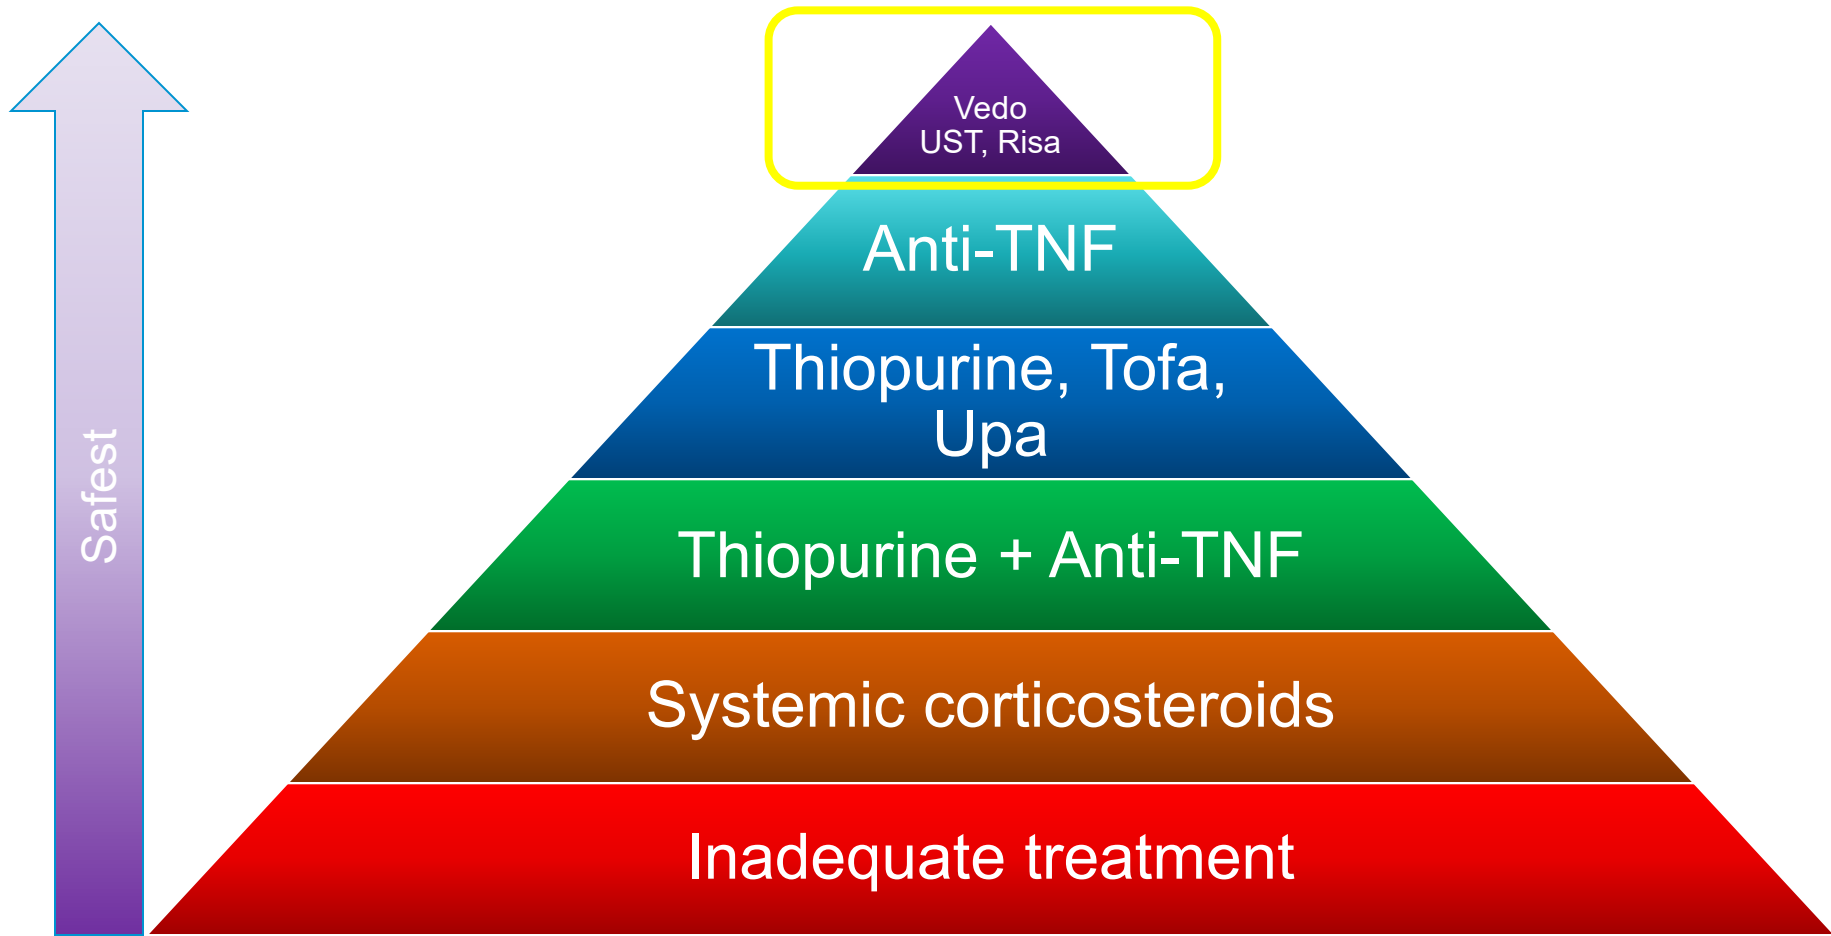 Safest
Vedo
UST, Risa
Anti-TNF
Thiopurine, Tofa,
Upa
Thiopurine + Anti-TNF
Systemic corticosteroids
Inadequate treatment